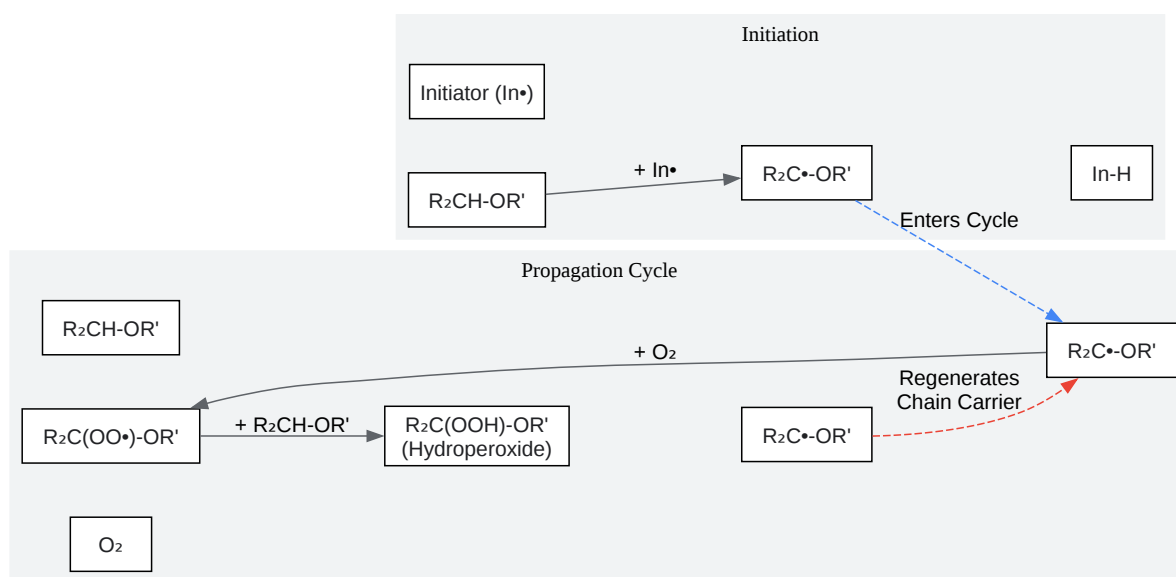 Initiation
Initiator (In•)
+ In•
R₂CH-OR'
R₂C•-OR'
In-H
Enters Cycle
Propagation Cycle
R₂CH-OR'
+ O₂
R₂C•-OR'
Regenerates
Chain Carrier
R₂C(OO•)-OR'
+ R₂CH-OR'
R₂C(OOH)-OR'
(Hydroperoxide)
R₂C•-OR'
O₂